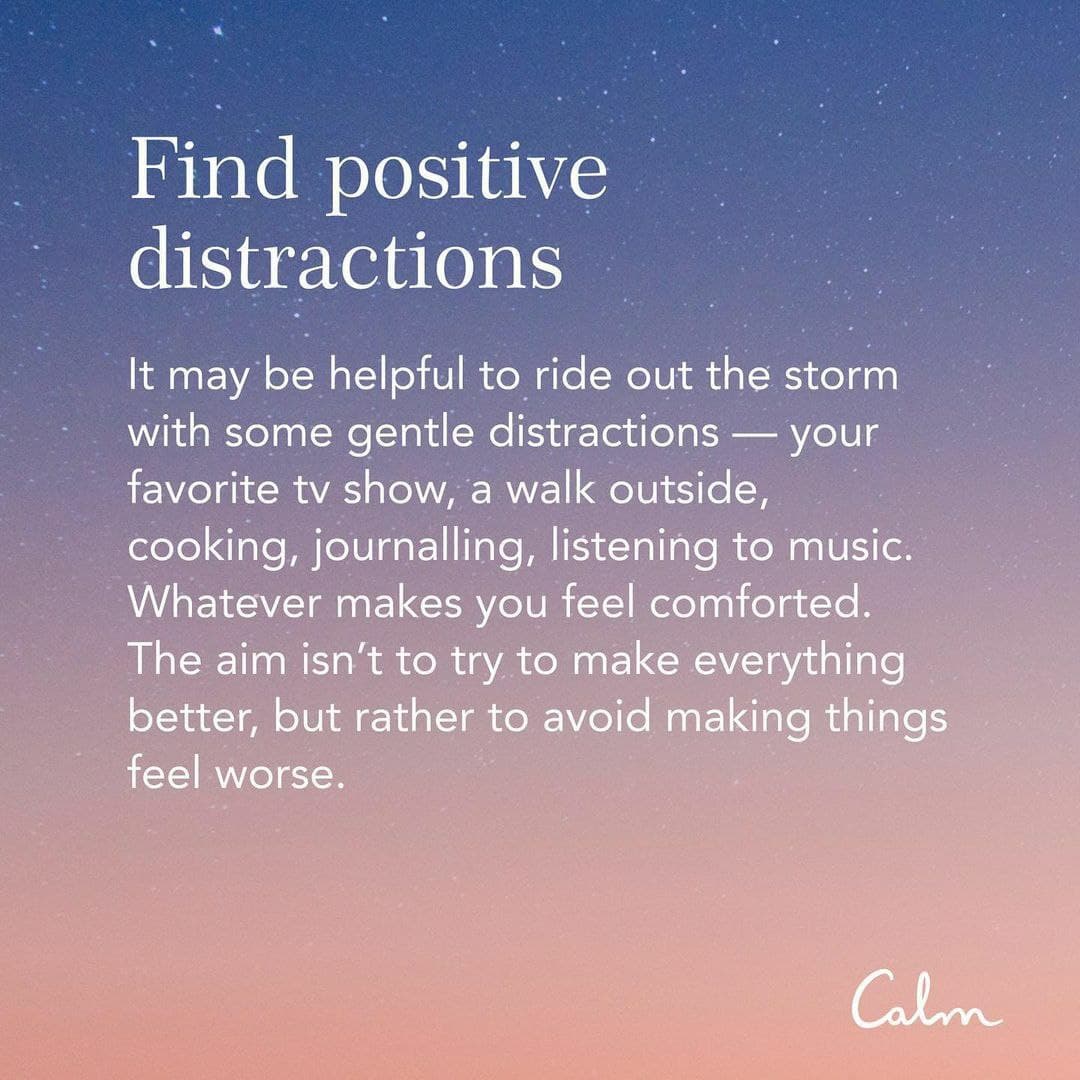 Find positive
distractions
It may be helpful to ride out the storm
with some gentle distractions — your
favorite tv show, a walk outside,
cooking, journalling, listening to music.
Whatever makes you feel comforted.
The aim isn’t to try to make everything
better, but rather to avoid making things
feel worse.
Calm